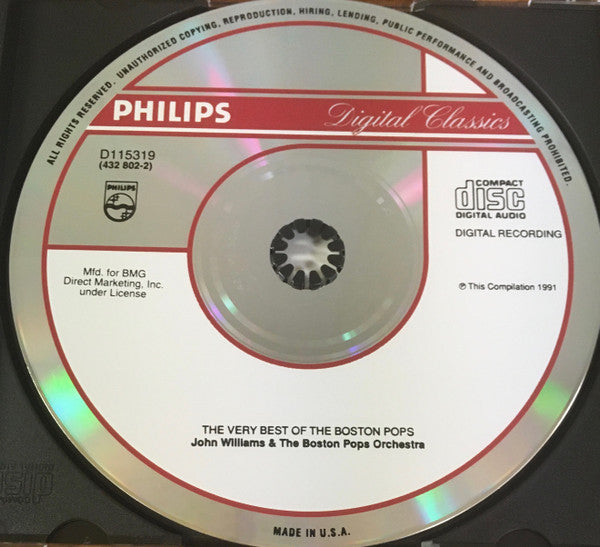 ALL RIGHTS RESERVED. UNAUTHORIZED COPYING, REPRODUCTION, HIRING, LENDING, PUBLIC PERFORMANCE AND BROADCASTING PROHIBITED.
PHILIPS Digital Classics
D115319
(432 802-2)
PHILIPS
COMPACT
disc
DIGITAL AUDIO
DIGITAL RECORDING
Mfd. for BMG
Direct Marketing, Inc.
under License
℗ This Compilation 1991
THE VERY BEST OF THE BOSTON POPS
John Williams & The Boston Pops Orchestra
MADE IN U.S.A.